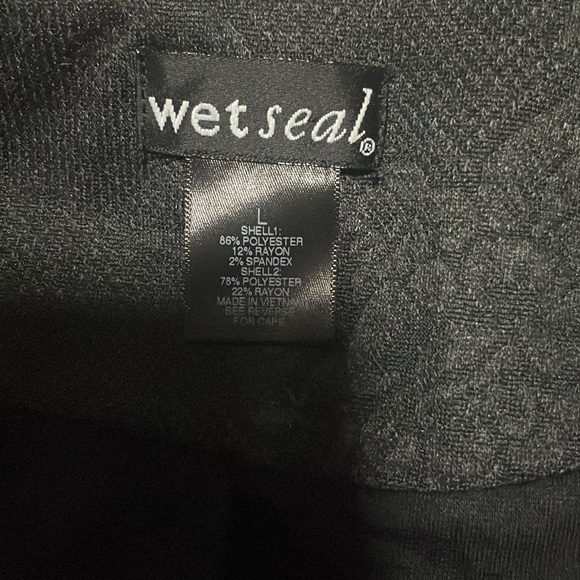 wet seal®
L
SHELL1:
86% POLYESTER
12% RAYON
2% SPANDEX
SHELL2:
78% POLYESTER
22% RAYON
MADE IN VIETNAM
SEE REVERSE
FOR CARE